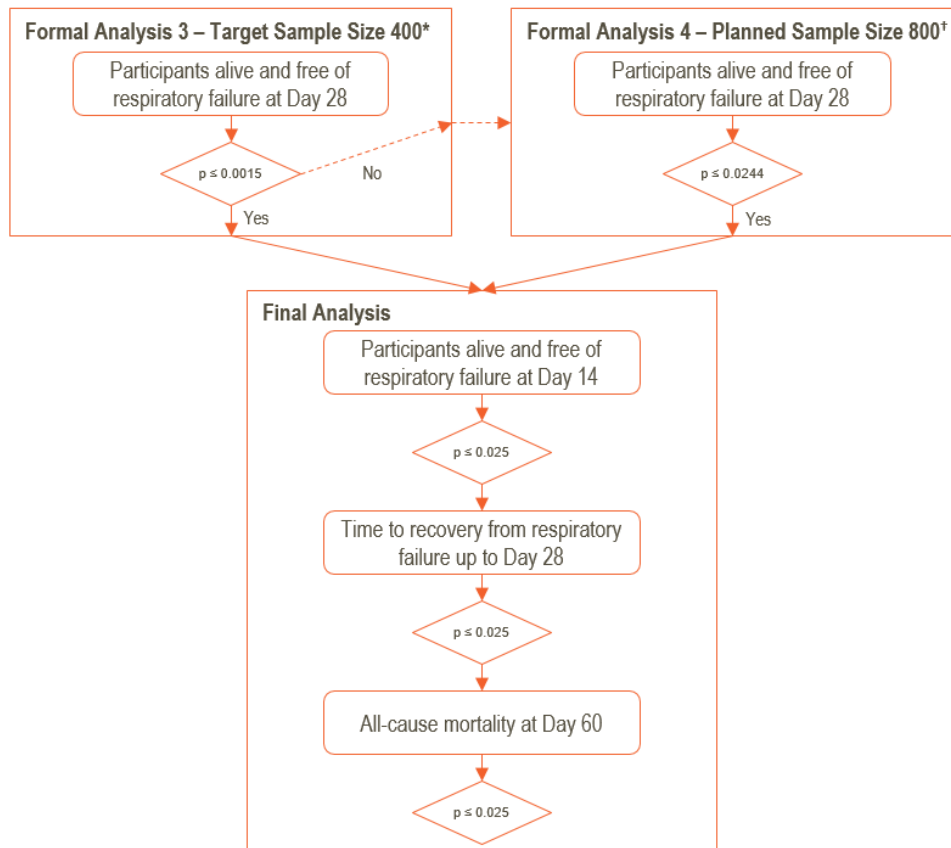 Formal Analysis 3 – Target Sample Size 400*
Participants alive and free of
respiratory failure at Day 28
p ≤ 0.0015
No
Yes
Formal Analysis 4 – Planned Sample Size 800†
Participants alive and free of
respiratory failure at Day 28
p ≤ 0.0244
Yes
Final Analysis
Participants alive and free of
respiratory failure at Day 14
p ≤ 0.025
Time to recovery from respiratory
failure up to Day 28
p ≤ 0.025
All-cause mortality at Day 60
p ≤ 0.025